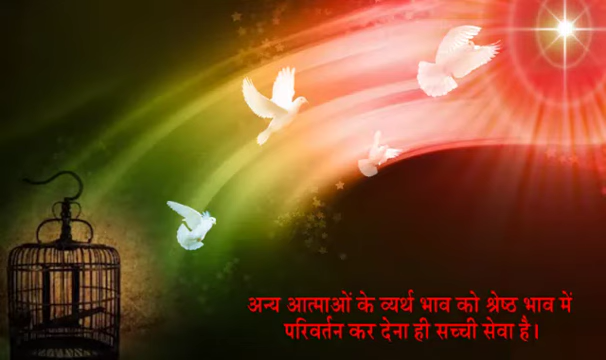 अन्य आत्माओं के व्यर्थ भाव को श्रेष्ठ भाव में
परिवर्तन कर देना ही सच्ची सेवा है।